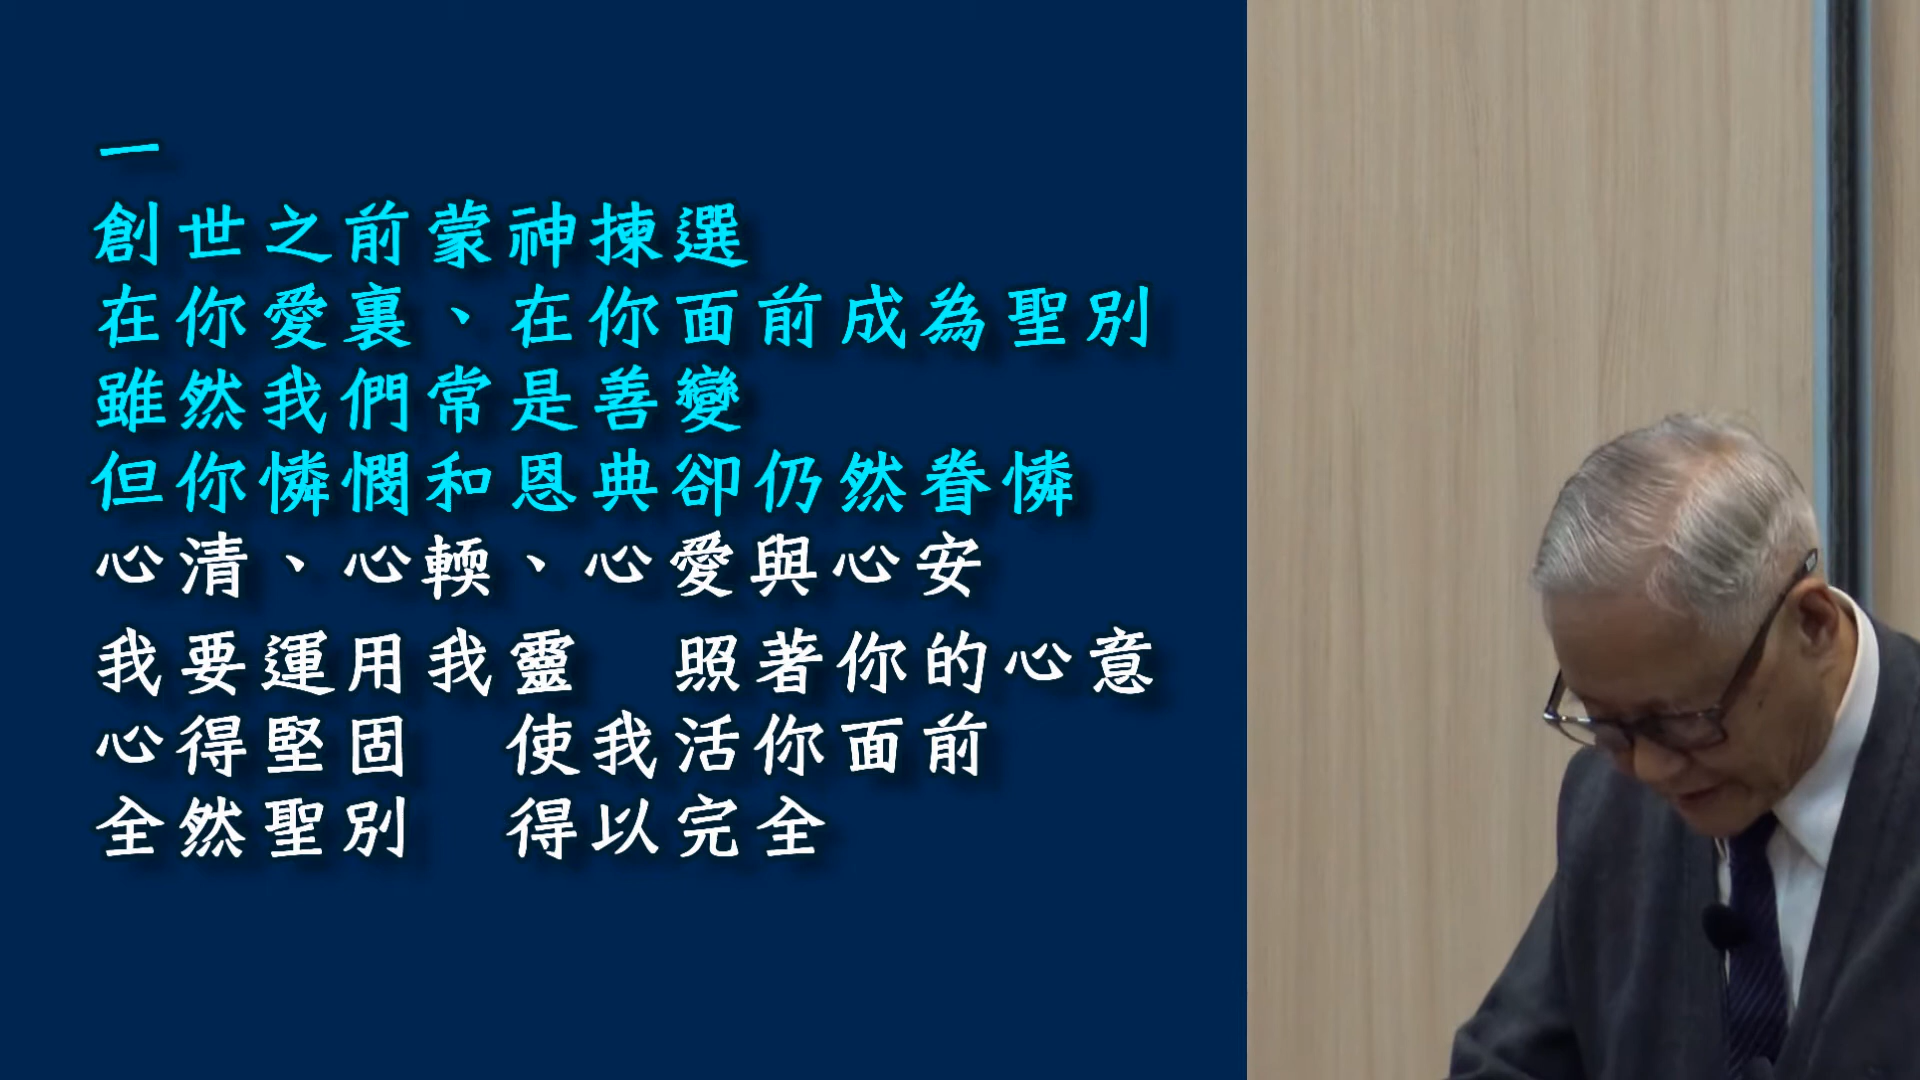 一
創世之前蒙神揀選
在你愛裏、在你面前成為聖別
雖然我們常是善變
但你憐憫和恩典卻仍然眷憐
心清、心輭、心愛與心安
我要運用我靈　照著你的心意
心得堅固　使我活你面前
全然聖別　得以完全